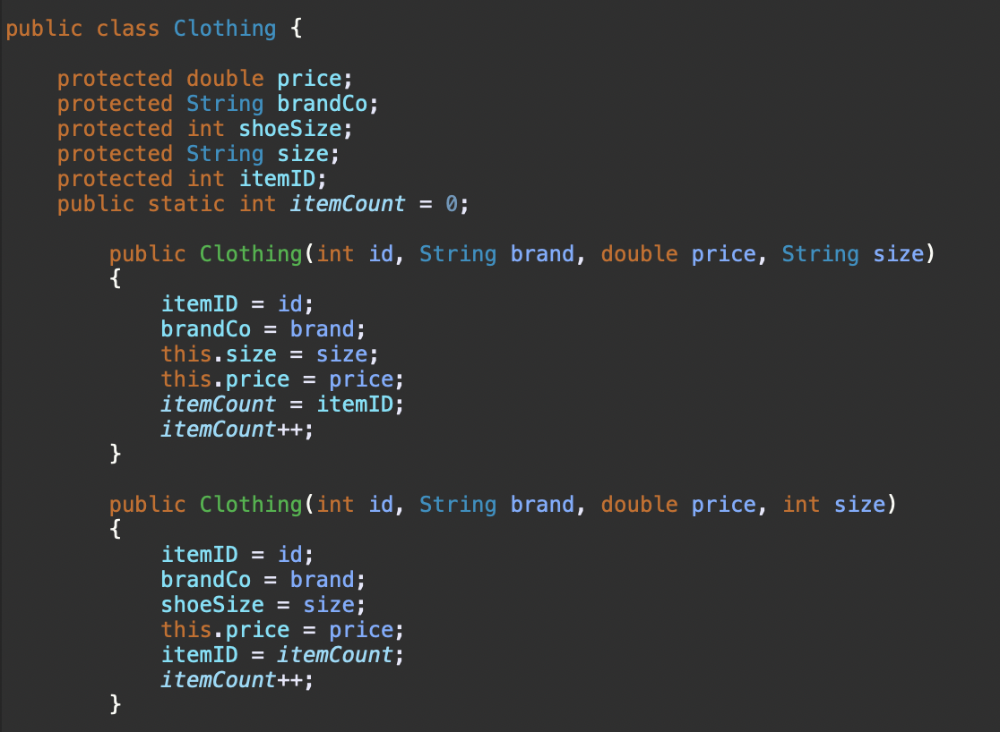 public class Clothing {
protected double price;
protected String brandCo;
protected int shoeSize;
protected String size;
protected int itemID;
public static int itemCount = 0;
public Clothing(int id, String brand, double price, String size)
{
itemID = id;
brandCo = brand;
this.size = size;
this.price = price;
itemCount = itemID;
itemCount++;
}
public Clothing(int id, String brand, double price, int size)
{
itemID = id;
brandCo = brand;
shoeSize = size;
this.price = price;
itemID = itemCount;
itemCount++;
}